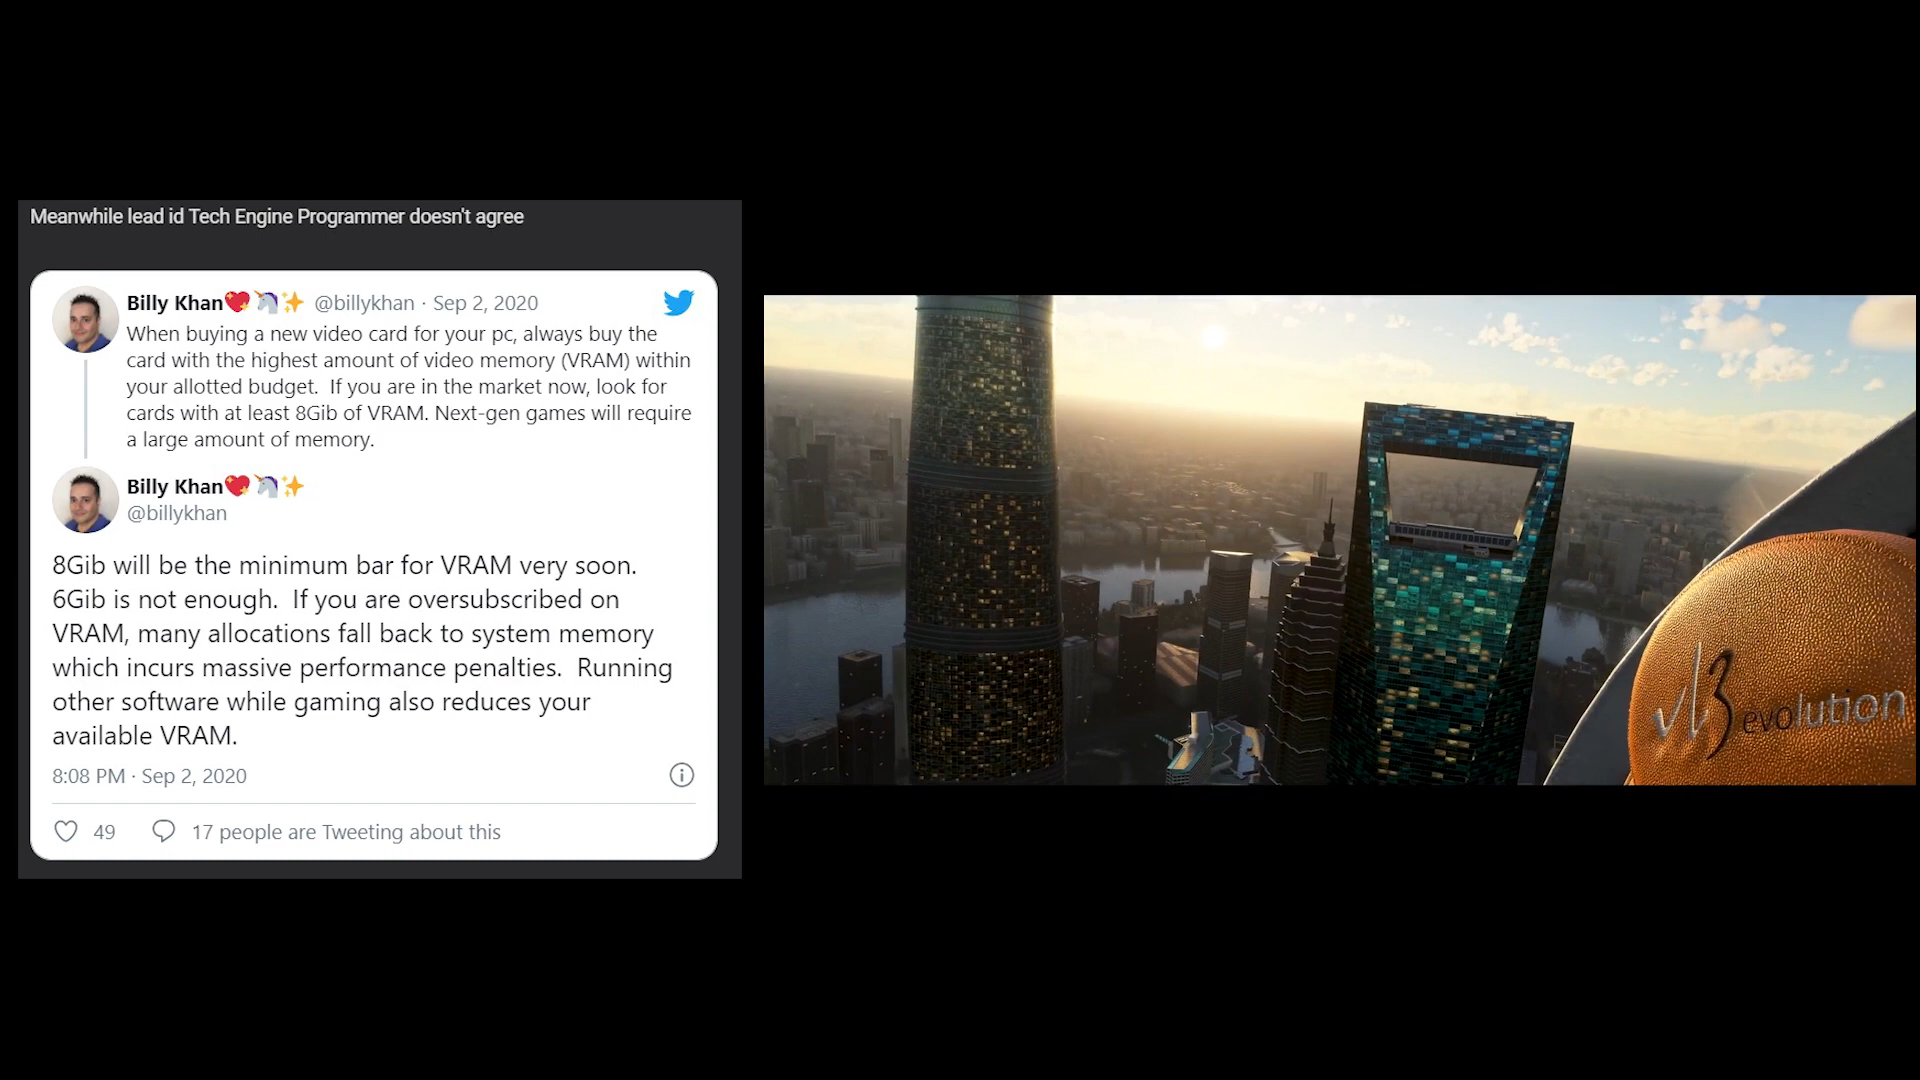 Meanwhile lead id Tech Engine Programmer doesn't agree
Billy Khan💖🦄✨ @billykhan · Sep 2, 2020
When buying a new video card for your pc, always buy the
card with the highest amount of video memory (VRAM) within
your allotted budget.  If you are in the market now, look for
cards with at least 8Gib of VRAM. Next-gen games will require
a large amount of memory.
Billy Khan💖🦄✨
@billykhan
8Gib will be the minimum bar for VRAM very soon.
6Gib is not enough.  If you are oversubscribed on
VRAM, many allocations fall back to system memory
which incurs massive performance penalties.  Running
other software while gaming also reduces your
available VRAM.
8:08 PM · Sep 2, 2020
49
17 people are Tweeting about this
vl3 evolution